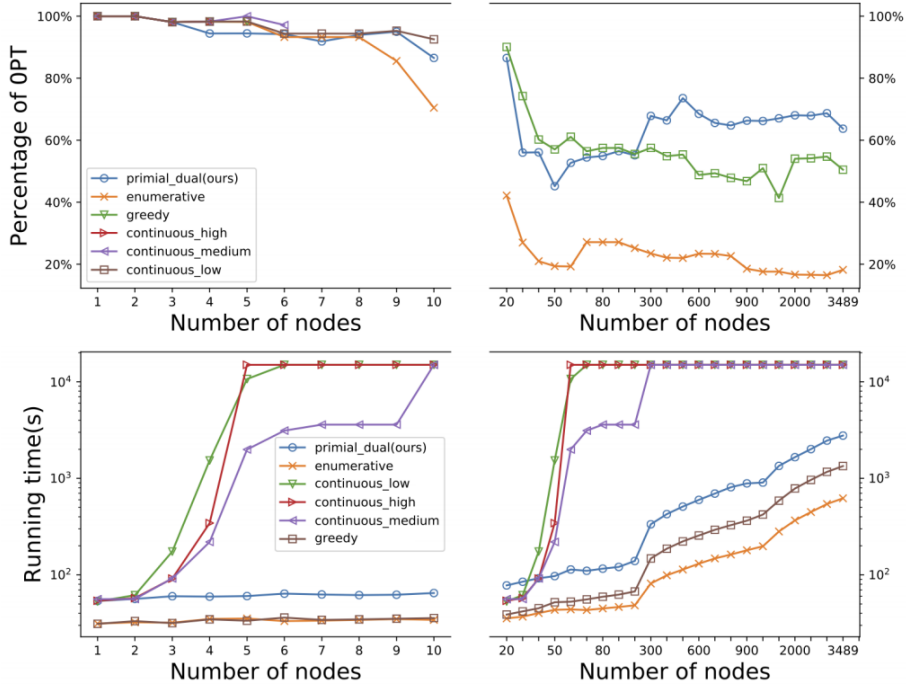 100%
80%
60%
40%
20%
Percentage of 0PT
primial_dual(ours)
enumerative
greedy
continuous_high
continuous_medium
continuous_low
1 2 3 4 5 6 7 8 9 10
Number of nodes
100%
80%
60%
40%
20%
20 50 80 300 600 900 2000 3489
Number of nodes
10^4
10^3
10^2
Running time(s)
primial_dual(ours)
enumerative
continuous_low
continuous_high
continuous_medium
greedy
1 2 3 4 5 6 7 8 9 10
Number of nodes
10^4
10^3
10^2
20 50 80 300 600 900 2000 3489
Number of nodes